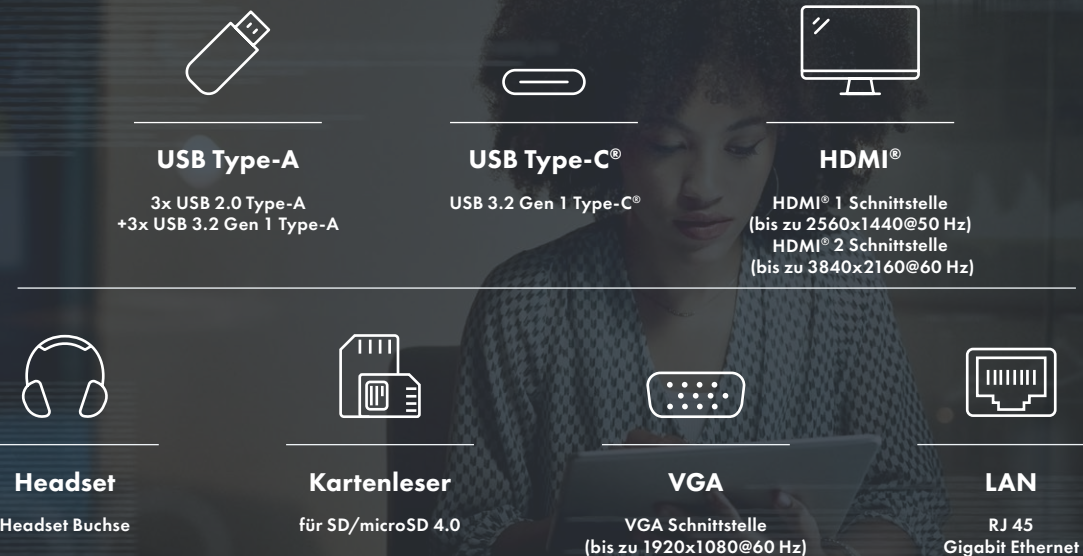 USB Type-A
3x USB 2.0 Type-A
+3x USB 3.2 Gen 1 Type-A
USB Type-C®
USB 3.2 Gen 1 Type-C®
HDMI®
HDMI® 1 Schnittstelle
(bis zu 2560x1440@50 Hz)
HDMI® 2 Schnittstelle
(bis zu 3840x2160@60 Hz)
Headset
Headset Buchse
Kartenleser
für SD/microSD 4.0
VGA
VGA Schnittstelle
(bis zu 1920x1080@60 Hz)
LAN
RJ 45
Gigabit Ethernet